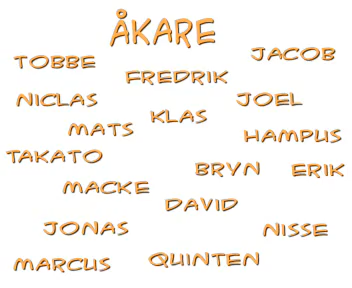 ÅKARE
JACOB
TOBBE
FREDRIK
NICLAS
JOEL
KLAS
MATS
HAMPUS
TAKATO
BRYN
ERIK
MACKE
DAVID
JONAS
NISSE
MARCUS
QUINTEN